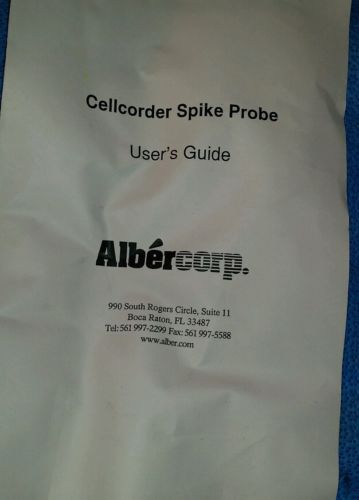 Cellcorder Spike Probe
User's Guide
Albércorp.
990 South Rogers Circle, Suite 11
Boca Raton, FL 33487
Tel:561 997-2299 Fax: 561 997-5588
www.alber.com